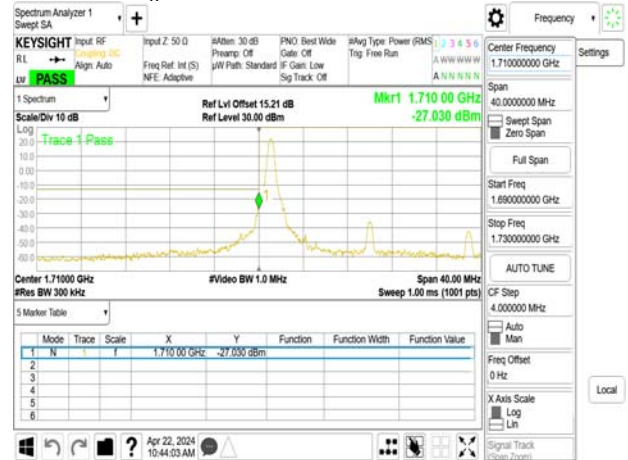 Spectrum Analyzer 1
Swept SA
Frequency
KEYSIGHT
RL
LV PASS
Input: RF
Coupling: DC
Align: Auto
Input Z: 50 Ω
Freq Ref: Int (S)
NFE: Adaptive
#Atten: 30 dB
Preamp: Off
µW Path: Standard
PNO: Best Wide
Gate: Off
IF Gain: Low
Sig Track: Off
#Avg Type: Power (RMS
Trig: Free Run
1 2 3 4 5 6
A W W W W W
A N N N N N
Settings
1 Spectrum
Scale/Div 10 dB
Ref Lvl Offset 15.21 dB
Ref Level 30.00 dBm
Mkr1 1.710 00 GHz
-27.030 dBm
Log
Trace 1 Pass
20.0
10.0
0.00
-10.0
-20.0
-30.0
-40.0
-50.0
-60.0
1
Center 1.71000 GHz
#Res BW 300 kHz
#Video BW 1.0 MHz
Span 40.00 MHz
Sweep 1.00 ms (1001 pts)
5 Marker Table
Mode Trace Scale X Y Function Function Width Function Value
1 N 1 f 1.710 00 GHz -27.030 dBm
2
3
4
5
6
Center Frequency
1.710000000 GHz
Span
40.0000000 MHz
Swept Span
Zero Span
Full Span
Start Freq
1.690000000 GHz
Stop Freq
1.730000000 GHz
AUTO TUNE
CF Step
4.000000 MHz
Auto
Man
Freq Offset
0 Hz
X Axis Scale
Log
Lin
Signal Track
(Span Zoom)
Local
Apr 22, 2024
10:44:03 AM